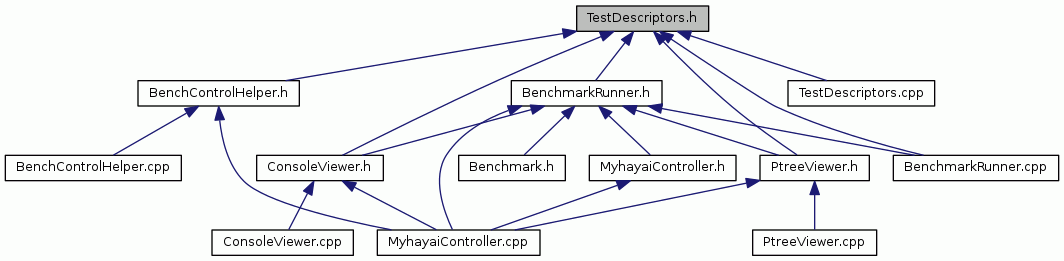 TestDescriptors.h
BenchControlHelper.h
BenchmarkRunner.h
TestDescriptors.cpp
BenchControlHelper.cpp
ConsoleViewer.h
Benchmark.h
MyhayaiController.h
PtreeViewer.h
BenchmarkRunner.cpp
ConsoleViewer.cpp
MyhayaiController.cpp
PtreeViewer.cpp